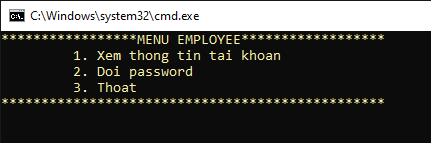 C:\Windows\system32\cmd.exe
*****************MENU EMPLOYEE******************
1. Xem thong tin tai khoan
2. Doi password
3. Thoat
************************************************